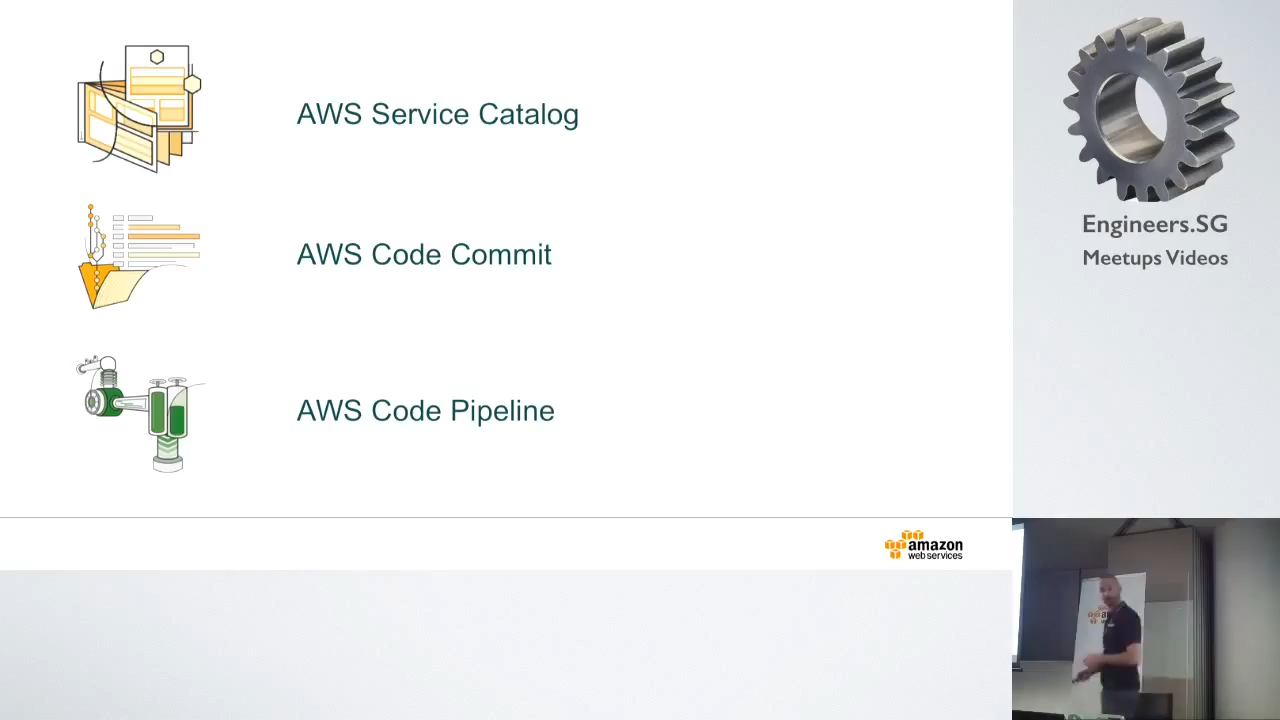 AWS Service Catalog
AWS Code Commit
AWS Code Pipeline
amazon
web services
Engineers.SG
Meetups Videos